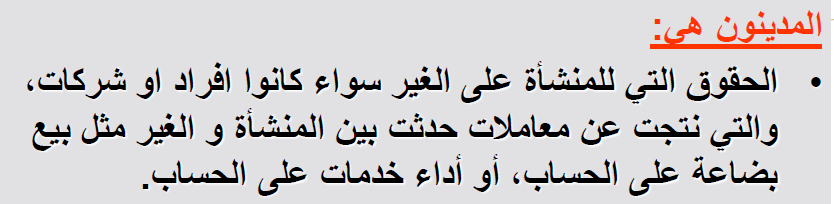 المدينون هي:
• الحقوق التي للمنشأة على الغير سواء كانوا افراد او شركات،
والتي نتجت عن معاملات حدثت بين المنشأة و الغير مثل بيع
بضاعة على الحساب، أو أداء خدمات على الحساب.